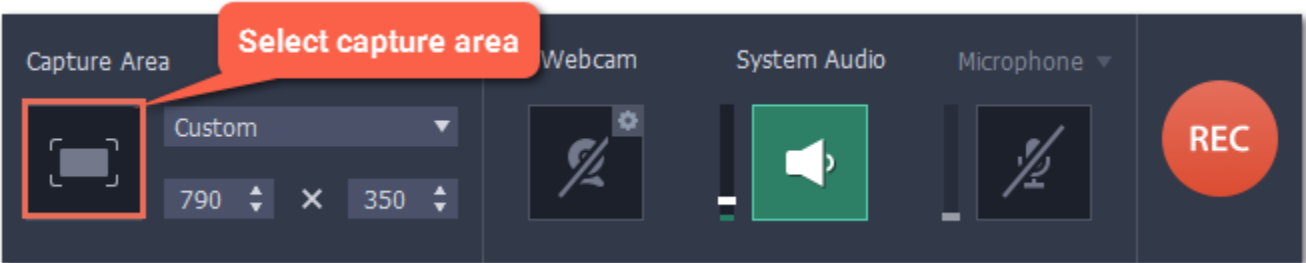 Select capture area
Capture Area
Webcam
System Audio
Microphone
Custom
790 × 350
REC